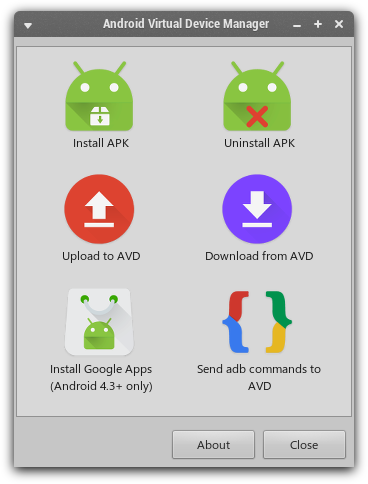 Android Virtual Device Manager
Install APK
Uninstall APK
Upload to AVD
Download from AVD
Install Google Apps
(Android 4.3+ only)
Send adb commands to
AVD
About
Close